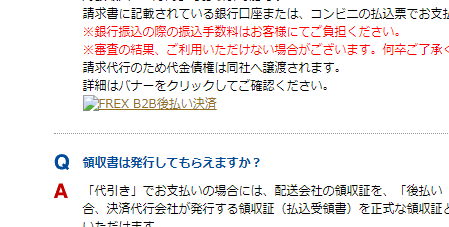 請求書に記載されている銀行口座または、コンビニの払込票でお支払
※銀行振込の際の振込手数料はお客様にてご負担ください。
※審査の結果、ご利用いただけない場合がございます。何卒ご了承く
請求代行のため代金債権は同社へ譲渡されます。
詳細はバナーをクリックしてご確認ください。
FREX B2B後払い決済
Q 領収書は発行してもらえますか？
A 「代引き」でお支払いの場合には、配送会社の領収証を、「後払い
合、決済代行会社が発行する領収証（払込受領書）を正式な領収証と
いただけます